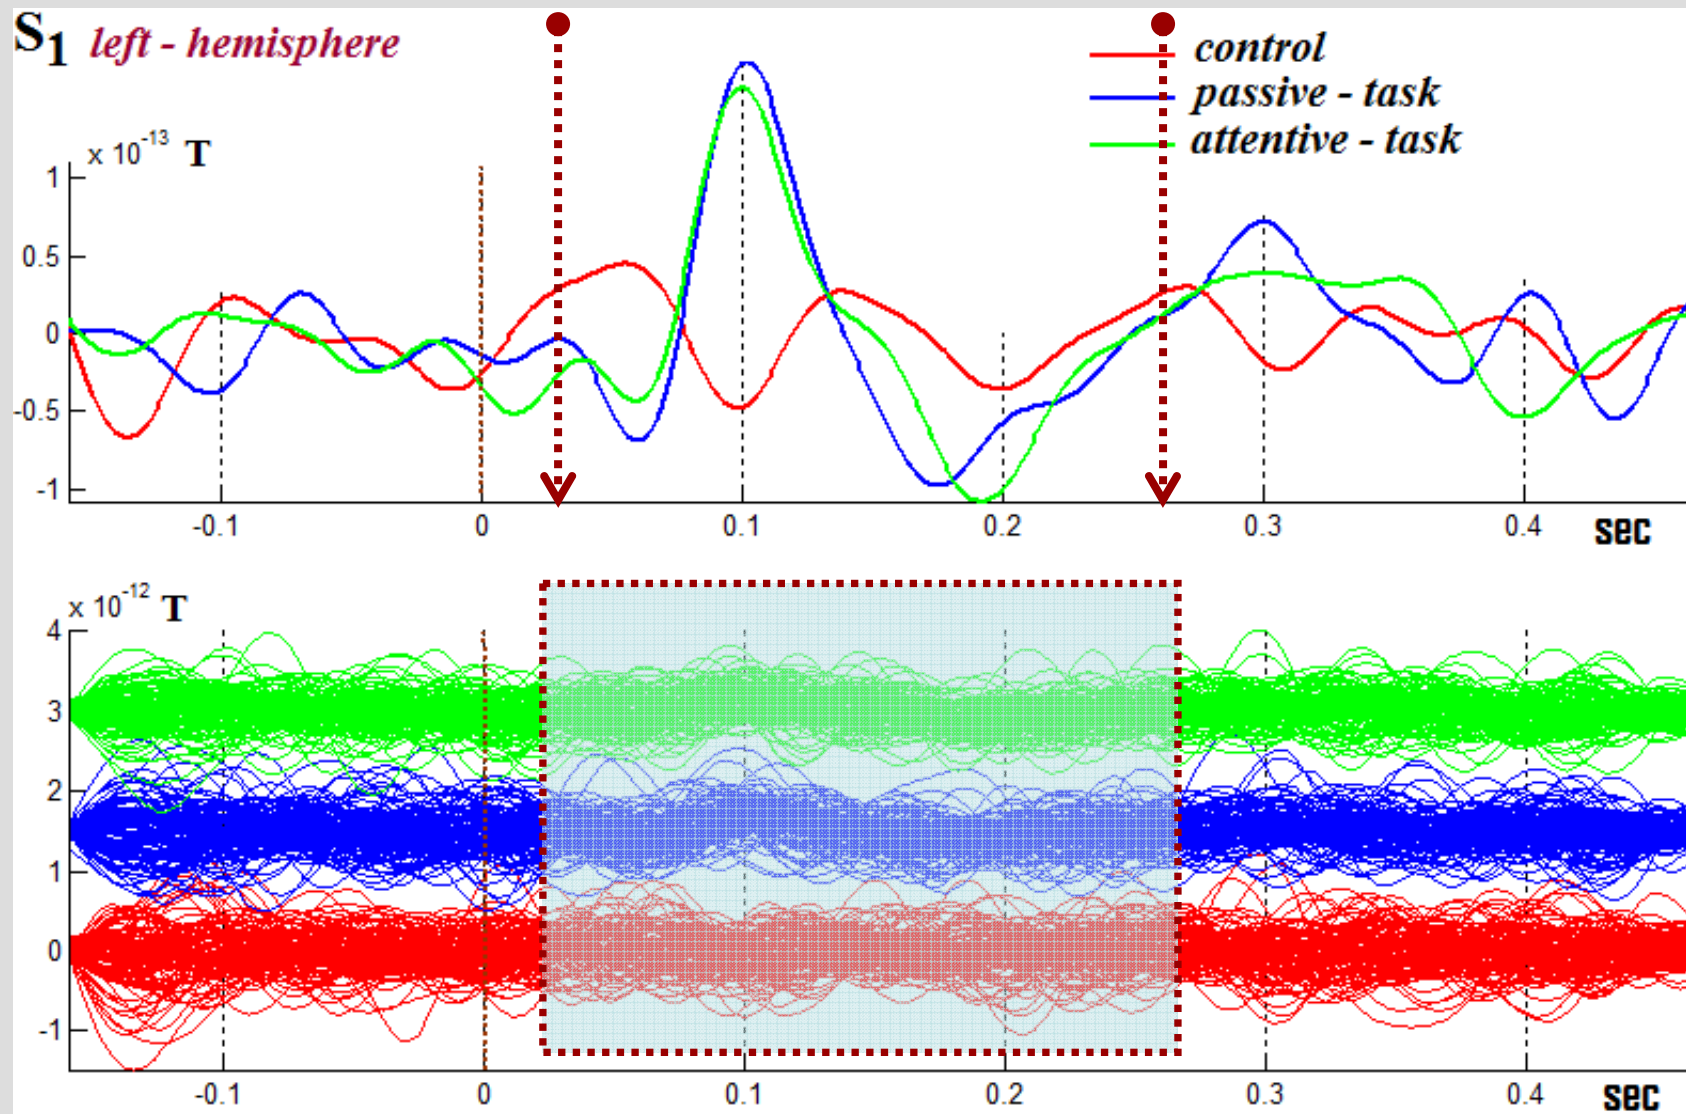 S1 left - hemisphere
control
passive - task
attentive - task
x 10^-13 T
1
0.5
0
-0.5
-1
-0.1 0 0.1 0.2 0.3 0.4 sec
x 10^-12 T
4
3
2
1
0
-1
-0.1 0 0.1 0.2 0.3 0.4 sec